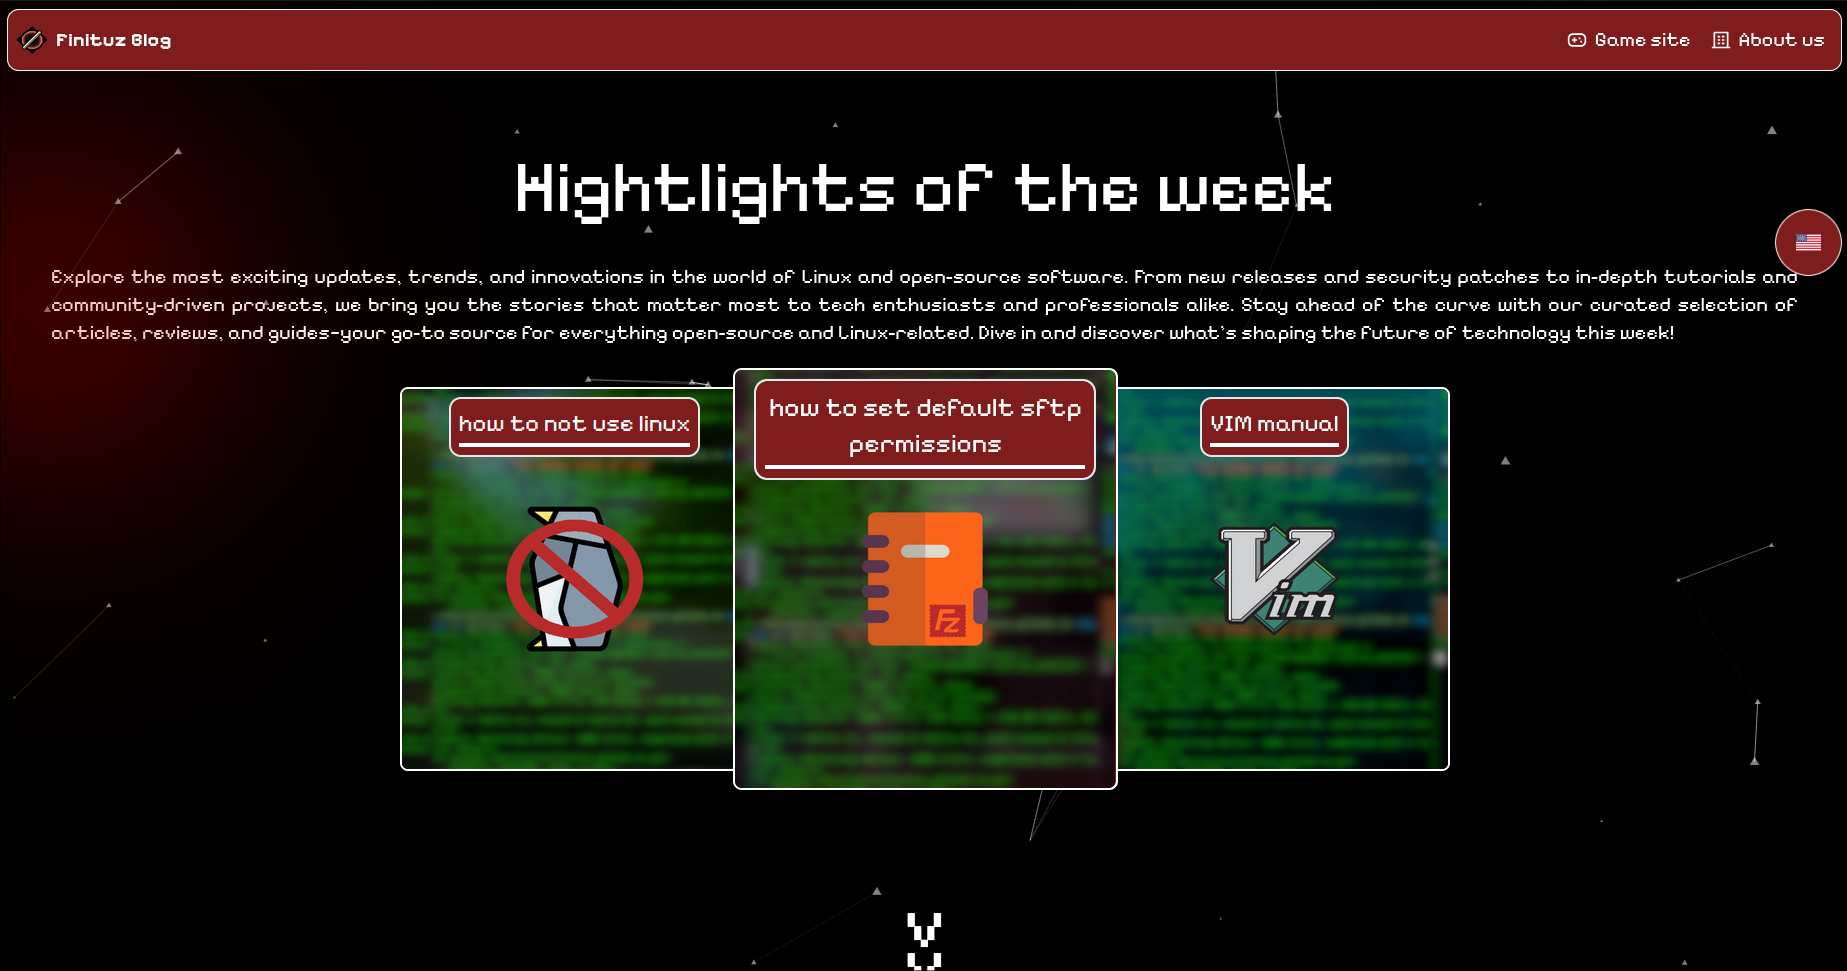 Finituz Blog
Game site
About us
Hightlights of the week
Explore the most exciting updates, trends, and innovations in the world of Linux and open-source software. From new releases and security patches to in-depth tutorials and
community-driven projects, we bring you the stories that matter most to tech enthusiasts and professionals alike. Stay ahead of the curve with our curated selection of
articles, reviews, and guides—your go-to source for everything open-source and Linux-related. Dive in and discover what's shaping the future of technology this week!
how to not use linux
how to set default sftp
permissions
VIM manual
FZ
Vim